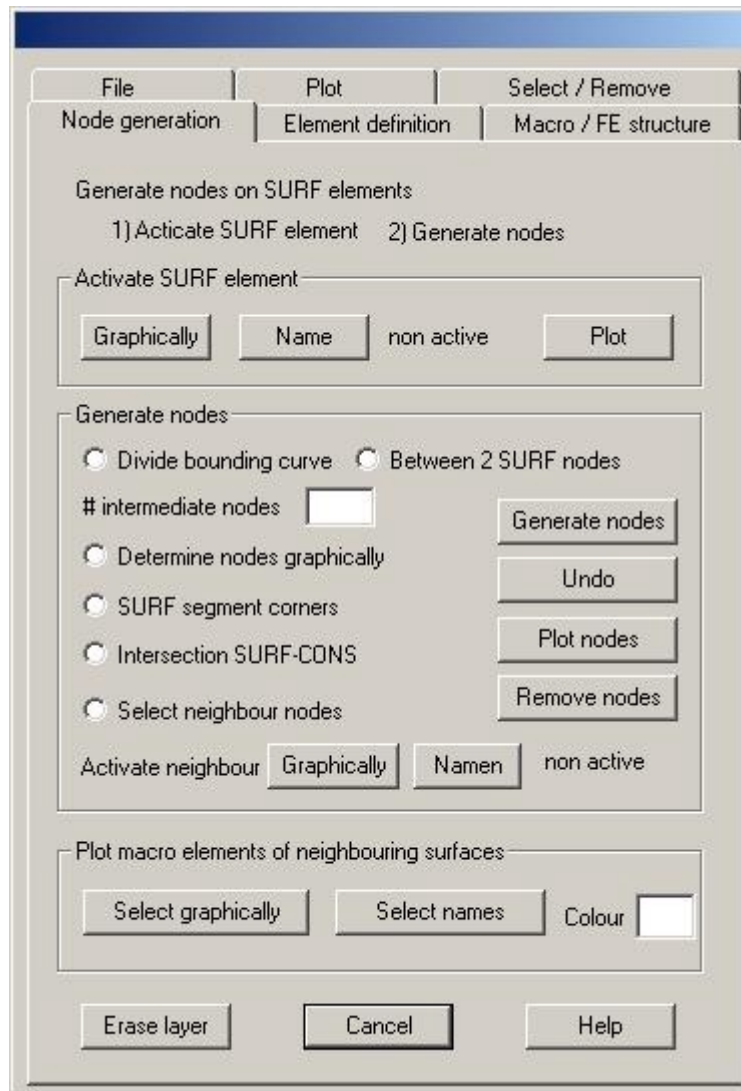 File Plot Select / Remove
Node generation Element definition Macro / FE structure
Generate nodes on SURF elements
1) Acticate SURF element 2) Generate nodes
Activate SURF element
Graphically Name non active Plot
Generate nodes
Divide bounding curve Between 2 SURF nodes
# intermediate nodes
Generate nodes
Determine nodes graphically
Undo
SURF segment corners
Plot nodes
Intersection SURF-CONS
Remove nodes
Select neighbour nodes
Activate neighbour Graphically Namen non active
Plot macro elements of neighbouring surfaces
Select graphically Select names Colour
Erase layer Cancel Help